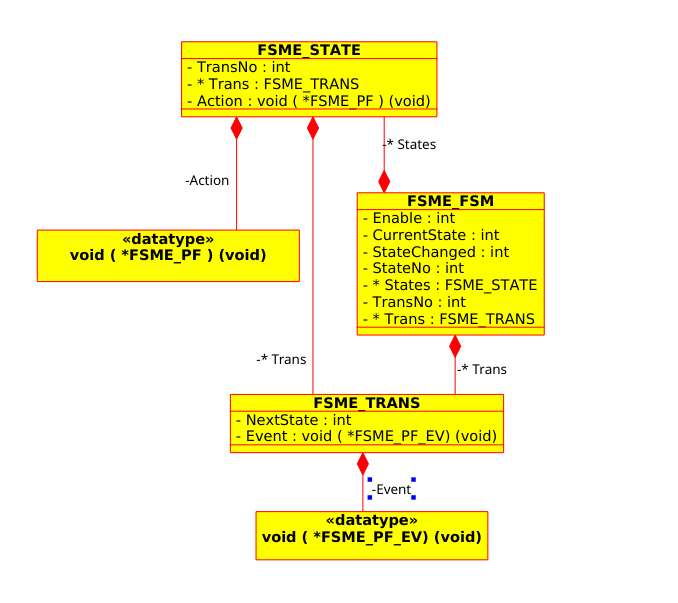 FSME_STATE
- TransNo : int
- * Trans : FSME_TRANS
- Action : void ( *FSME_PF ) (void)
-* States
-Action
FSME_FSM
- Enable : int
- CurrentState : int
- StateChanged : int
- StateNo : int
- * States : FSME_STATE
- TransNo : int
- * Trans : FSME_TRANS
«datatype»
void ( *FSME_PF ) (void)
-* Trans
-* Trans
FSME_TRANS
- NextState : int
- Event : void ( *FSME_PF_EV) (void)
-Event
«datatype»
void ( *FSME_PF_EV) (void)